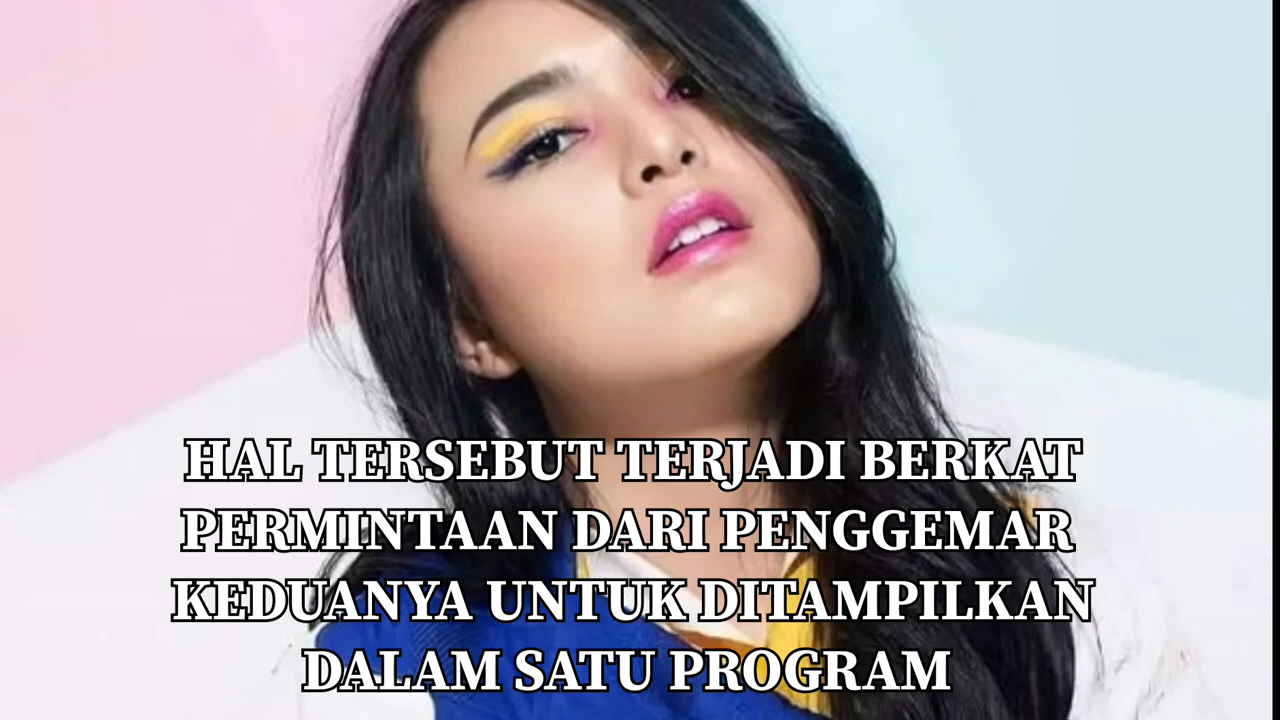 HAL TERSEBUT TERJADI BERKAT
PERMINTAAN DARI PENGGEMAR
KEDUANYA UNTUK DITAMPILKAN
DALAM SATU PROGRAM